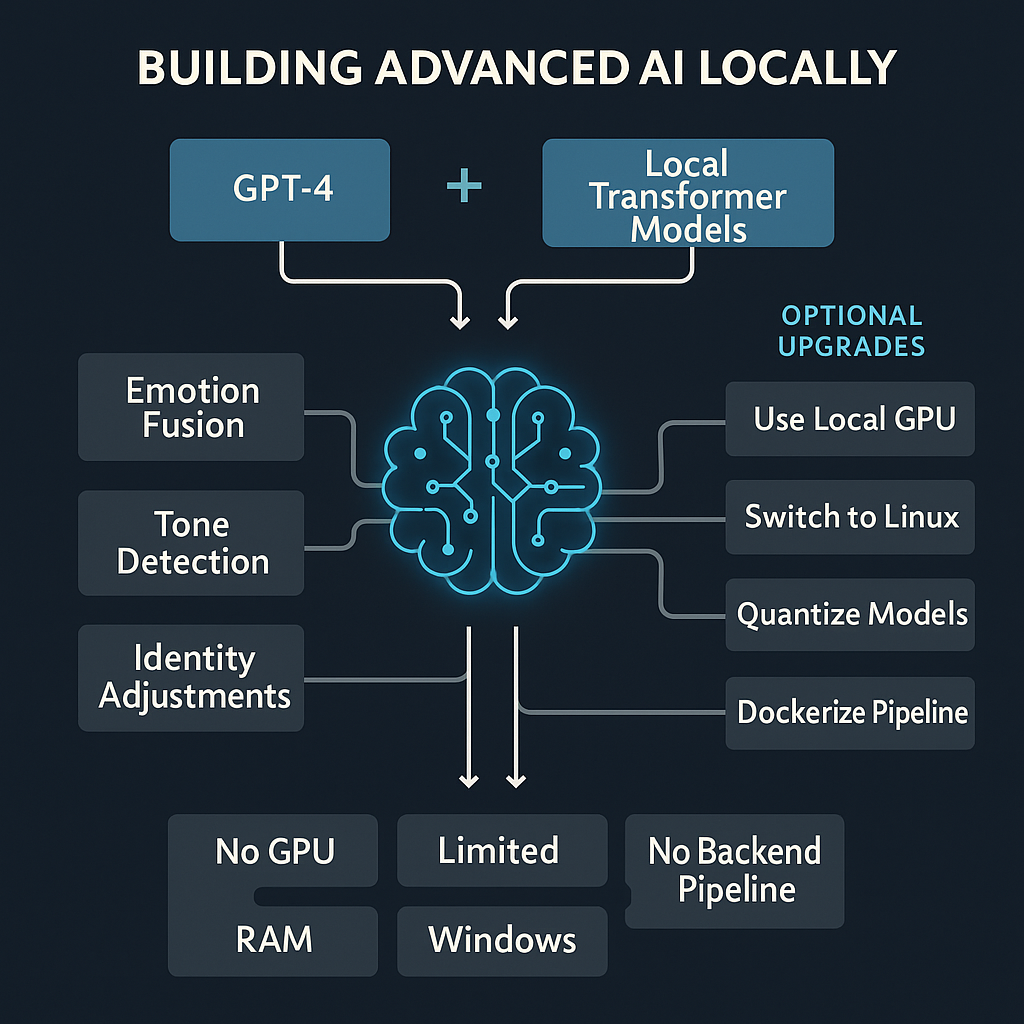 BUILDING ADVANCED AI LOCALLY
GPT-4
+
Local
Transformer
Models
OPTIONAL
UPGRADES
Emotion
Fusion
Tone
Detection
Identity
Adjustments
Use Local GPU
Switch to Linux
Quantize Models
Dockerize Pipeline
No GPU
Limited
No Backend
Pipeline
RAM
Windows